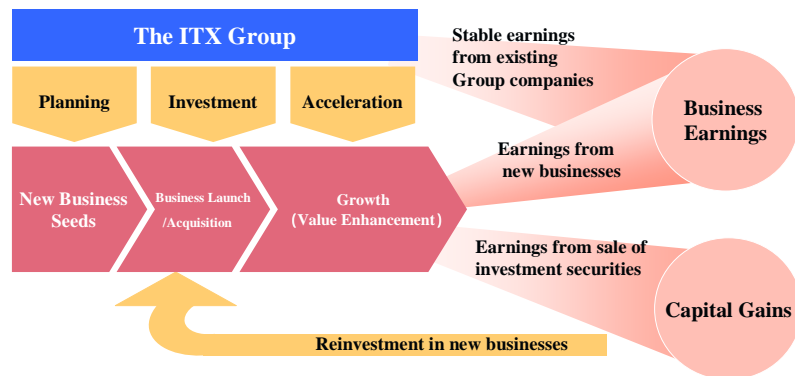 The ITX Group
Planning
Investment
Acceleration
New Business
Seeds
Business Launch
/Acquisition
Growth
(Value Enhancement)
Stable earnings
from existing
Group companies
Business
Earnings
Earnings from
new businesses
Earnings from sale of
investment securities
Capital Gains
Reinvestment in new businesses